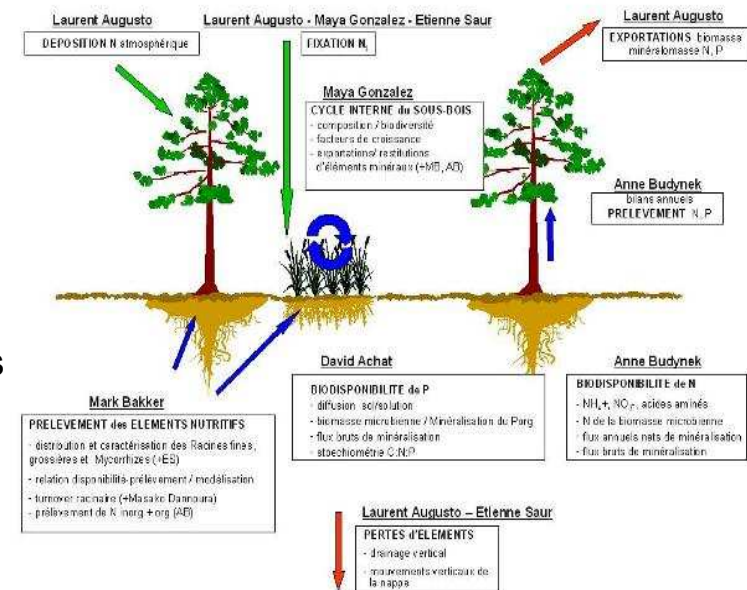 Laurent Augusto
DEPOSITION N atmosphérique
Laurent Augusto - Maya Gonzalez - Etienne Saur
FIXATION N₂
Laurent Augusto
EXPORTATIONS biomasse
minéralomasse N, P
Maya Gonzalez
CYCLE INTERNE du SOUS-BOIS
- composition / biodiversité
- facteurs de croissance
- exportations/ restitutions
d'éléments minéraux (+MB, AB)
Anne Budynek
bilans annuels
PRELEVEMENT N, P
s
Mark Bakker
PRELEVEMENT des ELEMENTS NUTRITIFS
- distribution et caractérisation des Racines fines,
grossières et Mycorrhizes (+ES)
- relation disponibilité-prélèvement / modélisation
- turnover racinaire (+Masako Dannoura)
- prélèvement de N inorg + org (AB)
David Achat
BIODISPONIBILITE de P
- diffusion sol/solution
- biomasse microbienne / Minéralisation du Porg
- flux bruts de minéralisation
- stoechiométrie C:N:P
Anne Budynek
BIODISPONIBILITE de N
- NH₄+, NO₃-, acides aminés
- N de la biomasse microbienne
- flux annuels nets de minéralisation
- flux bruts de minéralisation
Laurent Augusto – Etienne Saur
PERTES d'ELEMENTS
- drainage vertical
- mouvements verticaux de
la nappe